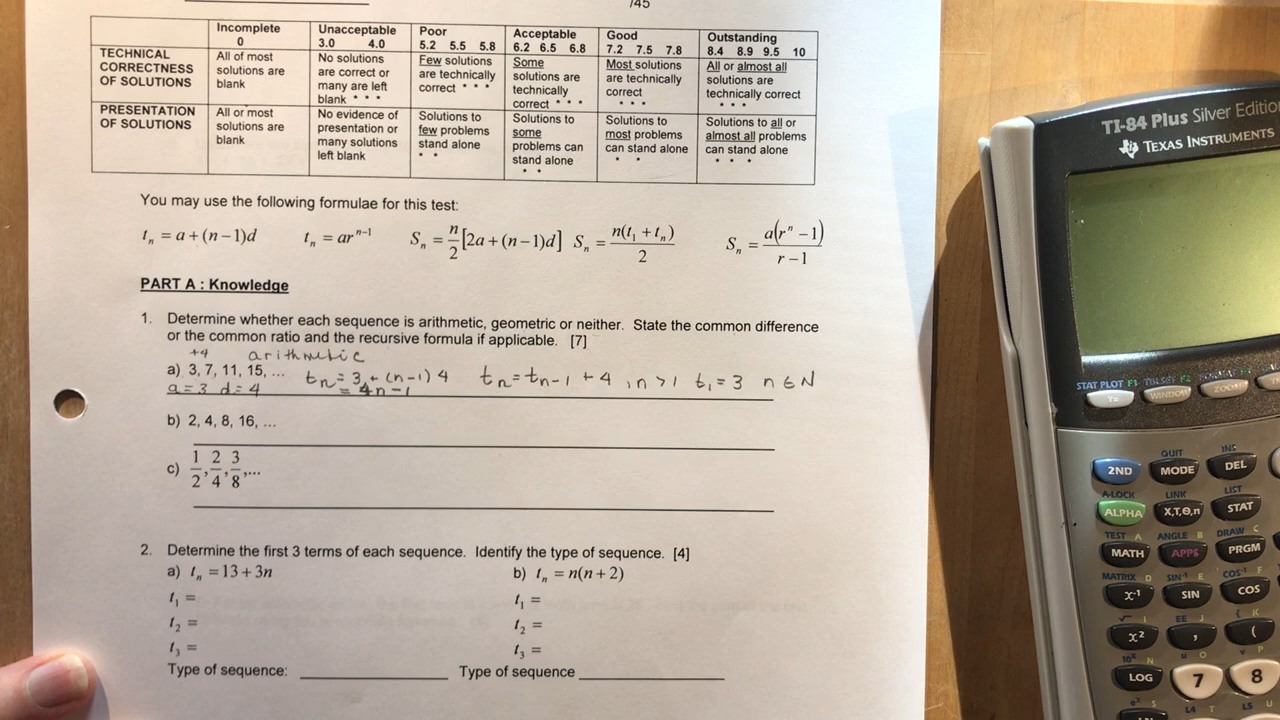 /45
Incomplete
0
Unacceptable
3.0 4.0
Poor
5.2 5.5 5.8
Acceptable
6.2 6.5 6.8
Good
7.2 7.5 7.8
Outstanding
8.4 8.9 9.5 10
TECHNICAL
CORRECTNESS
OF SOLUTIONS
All of most
solutions are
blank
No solutions
are correct or
many are left
blank * * *
Few solutions
are technically
correct * * *
Some
solutions are
technically
correct * * *
Most solutions
are technically
correct
* * *
All or almost all
solutions are
technically correct
* * *
PRESENTATION
OF SOLUTIONS
All or most
solutions are
blank
No evidence of
presentation or
many solutions
left blank
Solutions to
few problems
stand alone
* *
Solutions to
some
problems can
stand alone
* *
Solutions to
most problems
can stand alone
* *
Solutions to all or
almost all problems
can stand alone
* * *
You may use the following formulae for this test:
tₙ = a + (n − 1)d tₙ = arⁿ⁻¹ Sₙ = n/2 [2a + (n − 1)d] Sₙ = n(t₁ + tₙ)/2 Sₙ = a(rⁿ − 1)/(r − 1)
PART A : Knowledge
1. Determine whether each sequence is arithmetic, geometric or neither. State the common difference
or the common ratio and the recursive formula if applicable. [7]
+4 arithmetic
a) 3, 7, 11, 15, ... tn = 3 + (n-1) 4 tn = tn-1 + 4 , n > 1 t₁ = 3 n ∈ N
a = 3 d = 4 = 4n - 1
b) 2, 4, 8, 16, ...
c) 1/2, 2/4, 3/8, ...
2. Determine the first 3 terms of each sequence. Identify the type of sequence. [4]
a) tₙ = 13 + 3n b) tₙ = n(n + 2)
t₁ = t₁ =
t₂ = t₂ =
t₃ = t₃ =
Type of sequence: Type of sequence
TI-84 Plus Silver Editio
TEXAS INSTRUMENTS
STAT PLOT F1 TBLSET F2 FORMAT F3
Y= WINDOW ZOOM
QUIT INS
2ND MODE DEL
A-LOCK LINK LIST
ALPHA X,T,Θ,n STAT
TEST A ANGLE B DRAW C
MATH APPS PRGM
MATRIX D SIN⁻¹ E COS⁻¹ F
x⁻¹ SIN COS
√ I EE J { K
x² , (
10ˣ N u O v P
LOG 7 8
eˣ S L4 T L5 U
LN